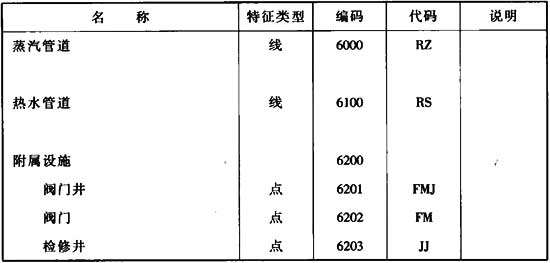 名 称 特征类型 编码 代码 说明
蒸汽管道 线 6000 RZ
热水管道 线 6100 RS
附属设施 6200
阀门井 点 6201 FMJ
阀门 点 6202 FM
检修井 点 6203 JJ